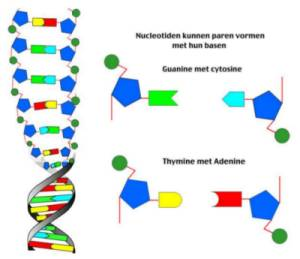 Nucleotiden kunnen paren vormen
met hun basen
Guanine met cytosine
Thymine met Adenine